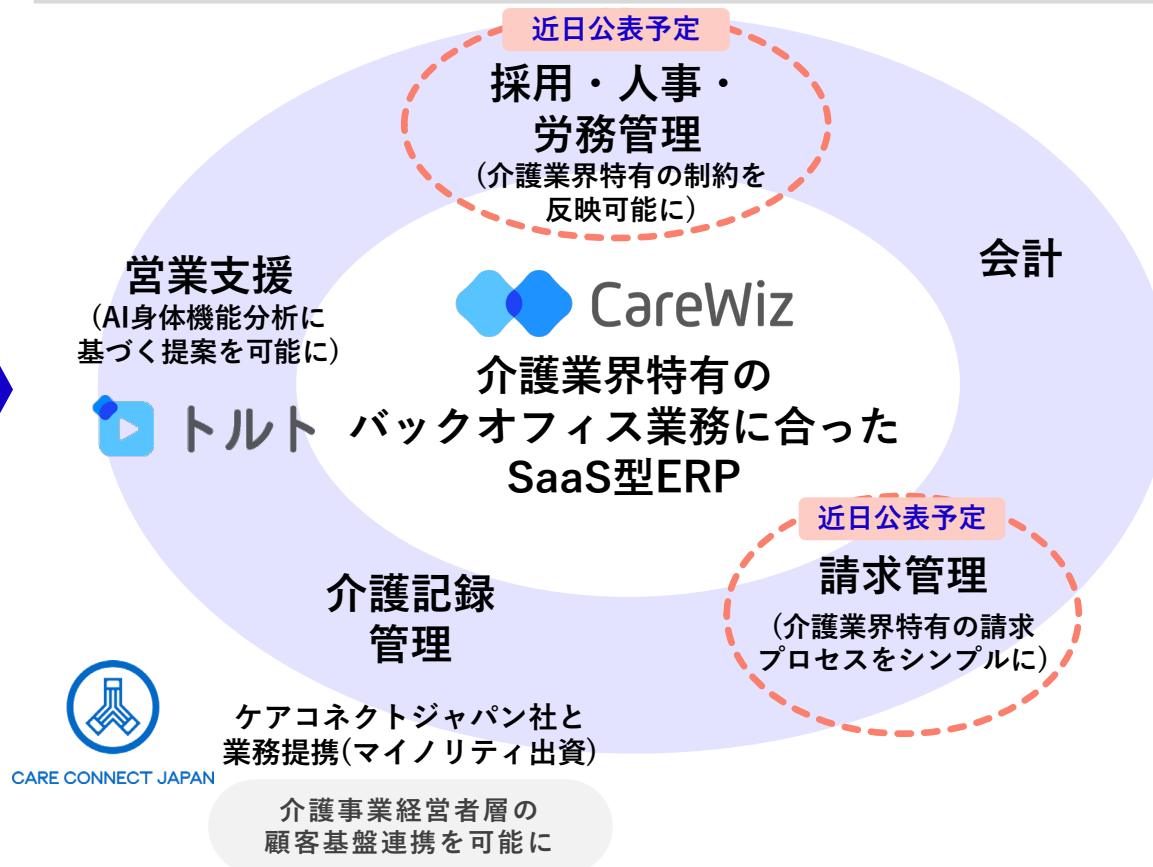 近日公表予定
採用・人事・
労務管理
(介護業界特有の制約を
反映可能に)
会計
営業支援
(AI身体機能分析に
基づく提案を可能に)
トルト
CareWiz
介護業界特有の
バックオフィス業務に合った
SaaS型ERP
近日公表予定
請求管理
(介護業界特有の請求
プロセスをシンプルに)
介護記録
管理
ケアコネクトジャパン社と
業務提携(マイノリティ出資)
CARE CONNECT JAPAN
介護事業経営者層の
顧客基盤連携を可能に